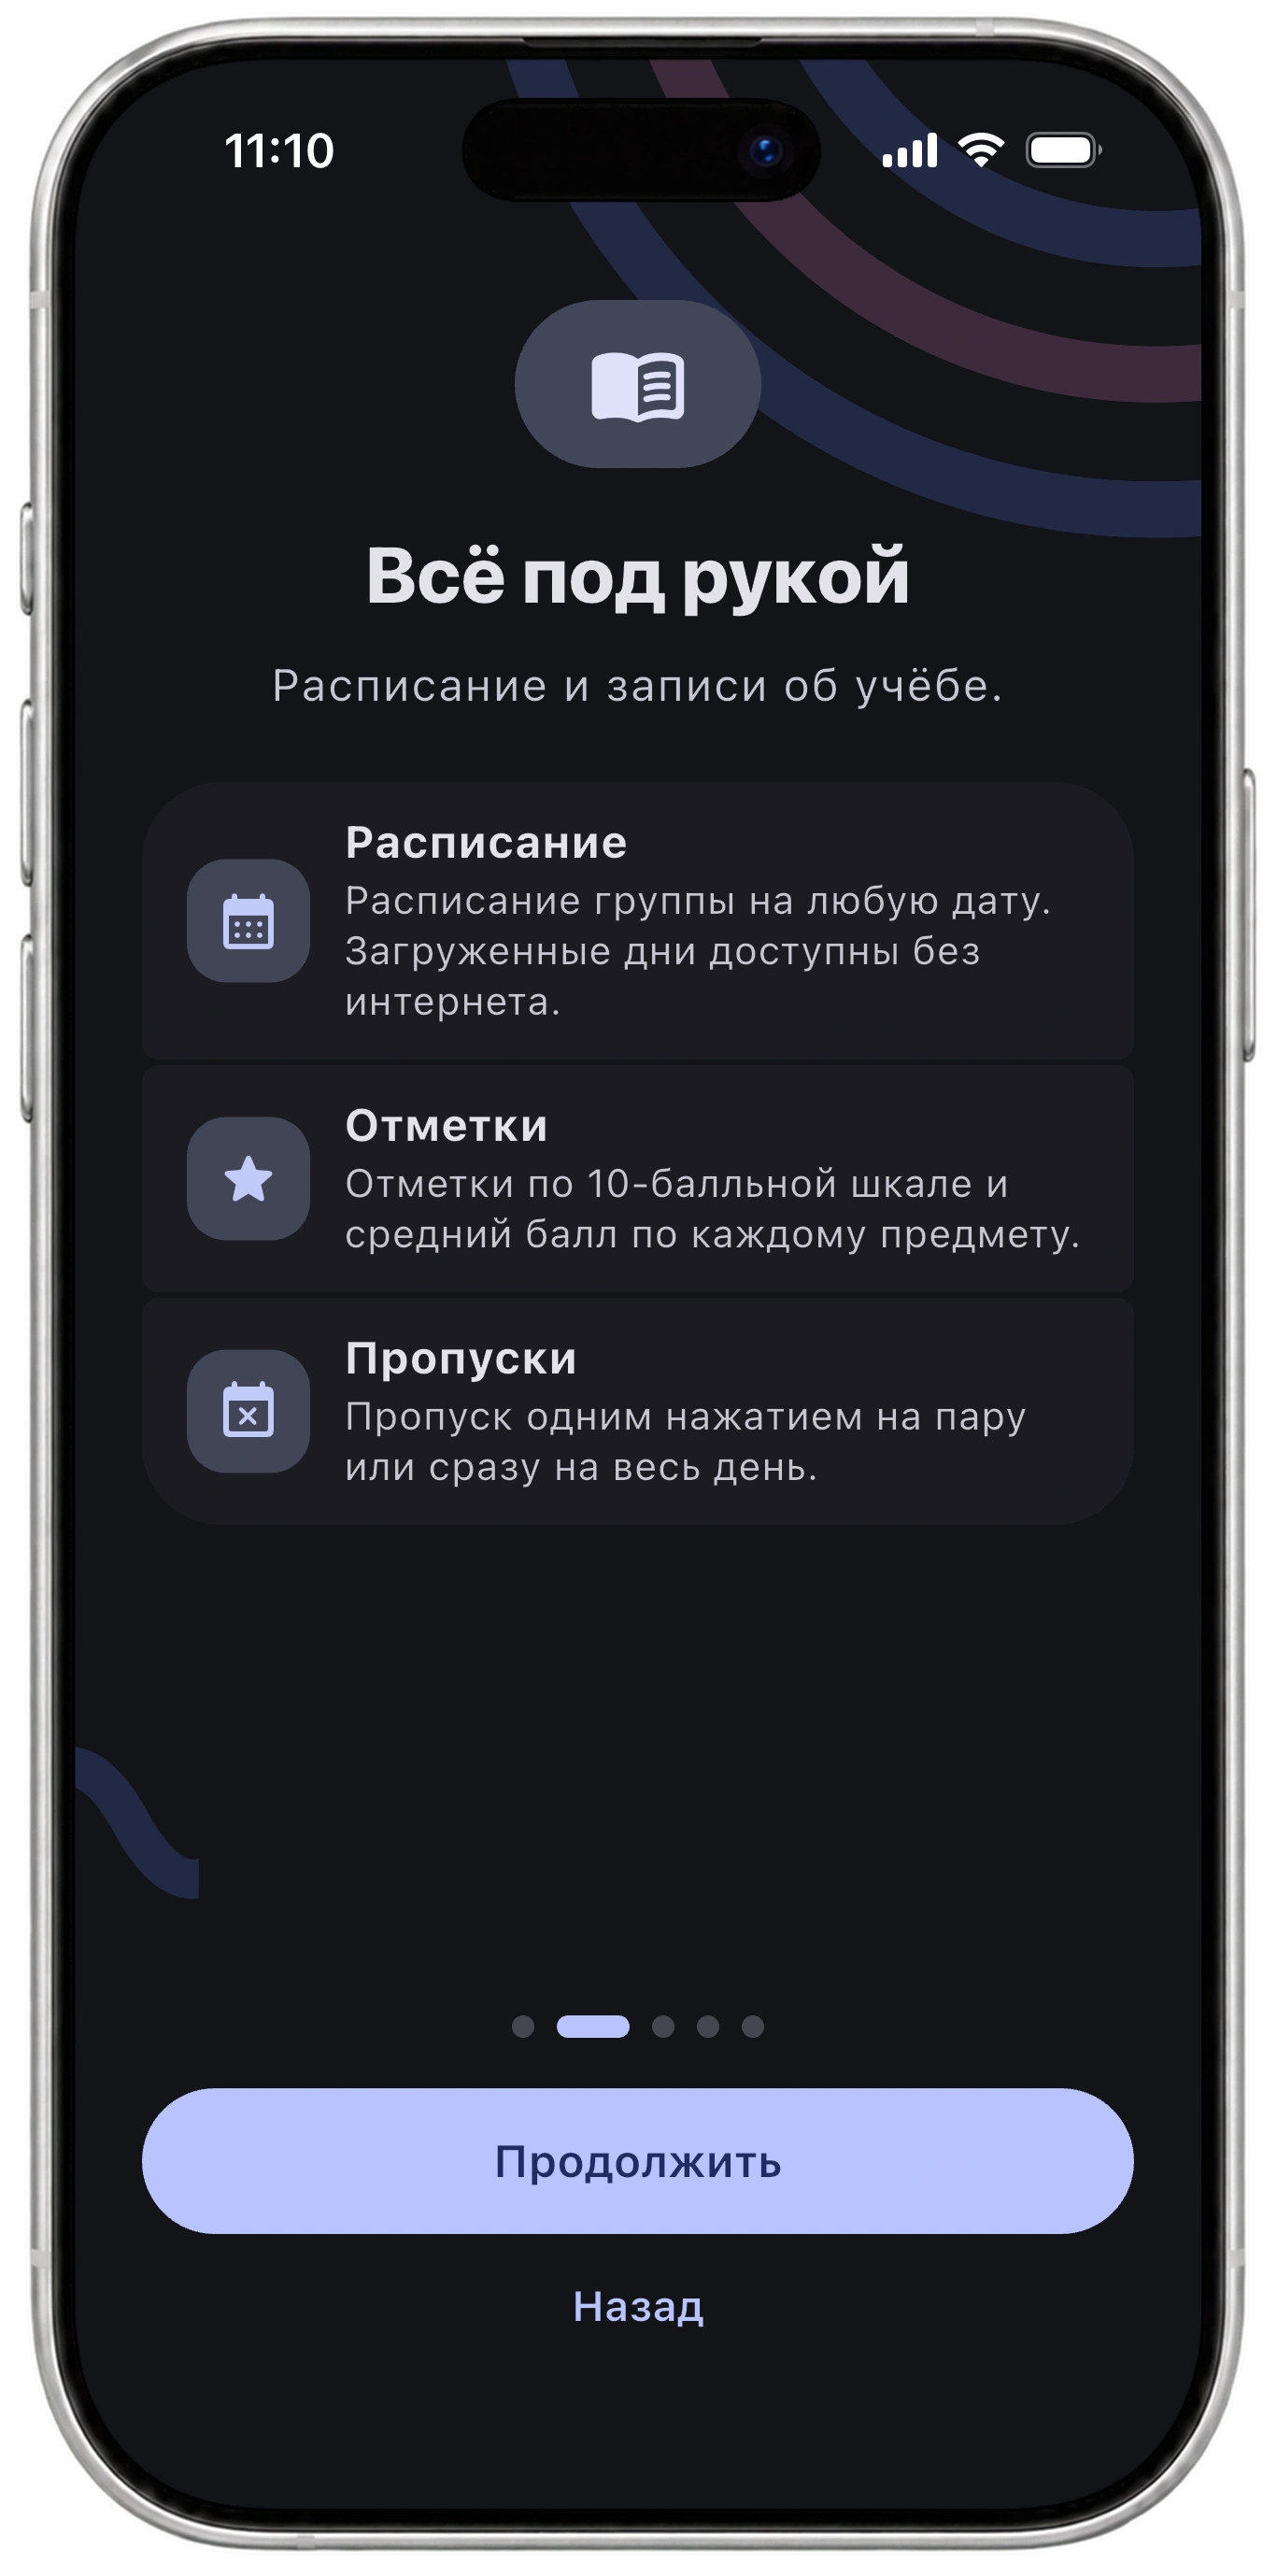 11:10
Всё под рукой
Расписание и записи об учёбе.
Расписание
Расписание группы на любую дату.
Загруженные дни доступны без
интернета.
Отметки
Отметки по 10-балльной шкале и
средний балл по каждому предмету.
Пропуски
Пропуск одним нажатием на пару
или сразу на весь день.
Продолжить
Назад